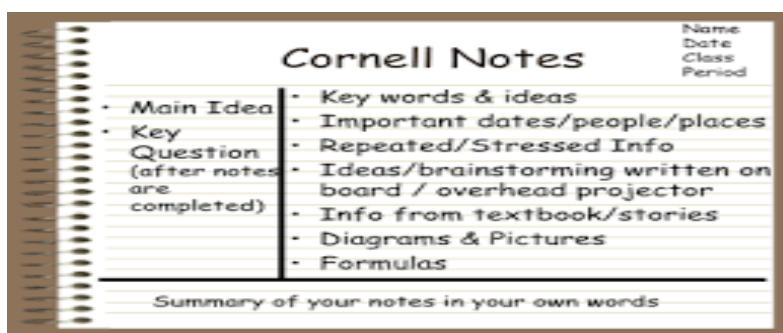 Name
Date
Class
Period
Cornell Notes
• Main Idea
• Key
Question
(after notes
are
completed)
• Key words & ideas
• Important dates/people/places
• Repeated/Stressed Info
• Ideas/brainstorming written on
board / overhead projector
• Info from textbook/stories
• Diagrams & Pictures
• Formulas
Summary of your notes in your own words